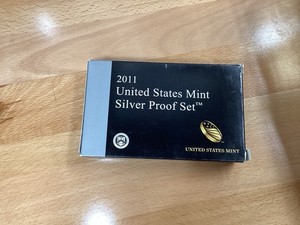 2011
United States Mint
Silver Proof Set™
UNITED STATES MINT